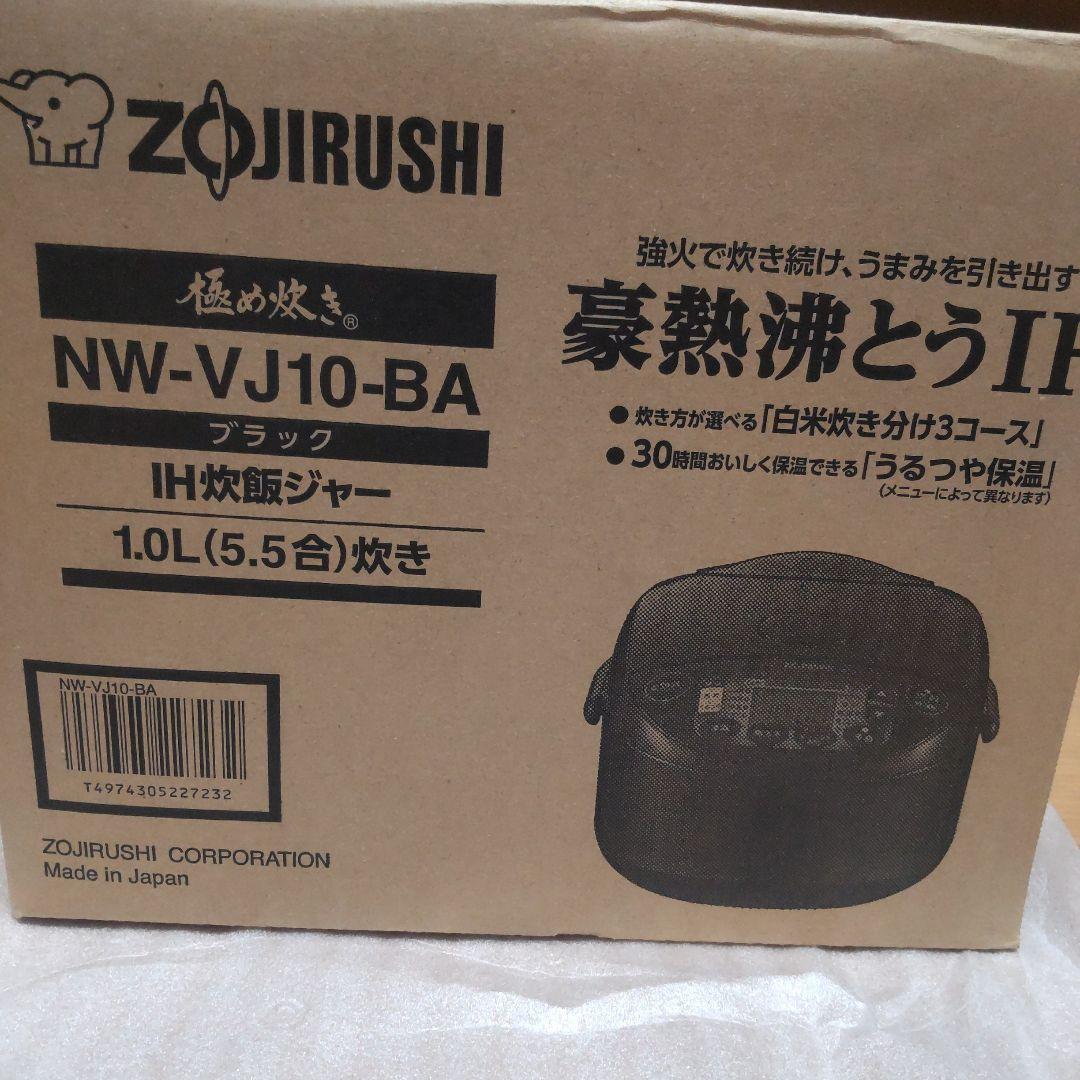 ZOJIRUSHI
極め炊き®
NW-VJ10-BA
ブラック
IH炊飯ジャー
1.0L(5.5合)炊き
強火で炊き続け、うまみを引き出す
豪熱沸とうIH
●炊き方が選べる「白米炊き分け3コース」
●30時間おいしく保温できる「うるつや保温」
(メニューによって異なります)
NW-VJ10-BA
T4974305227232
ZOJIRUSHI CORPORATION
Made in Japan